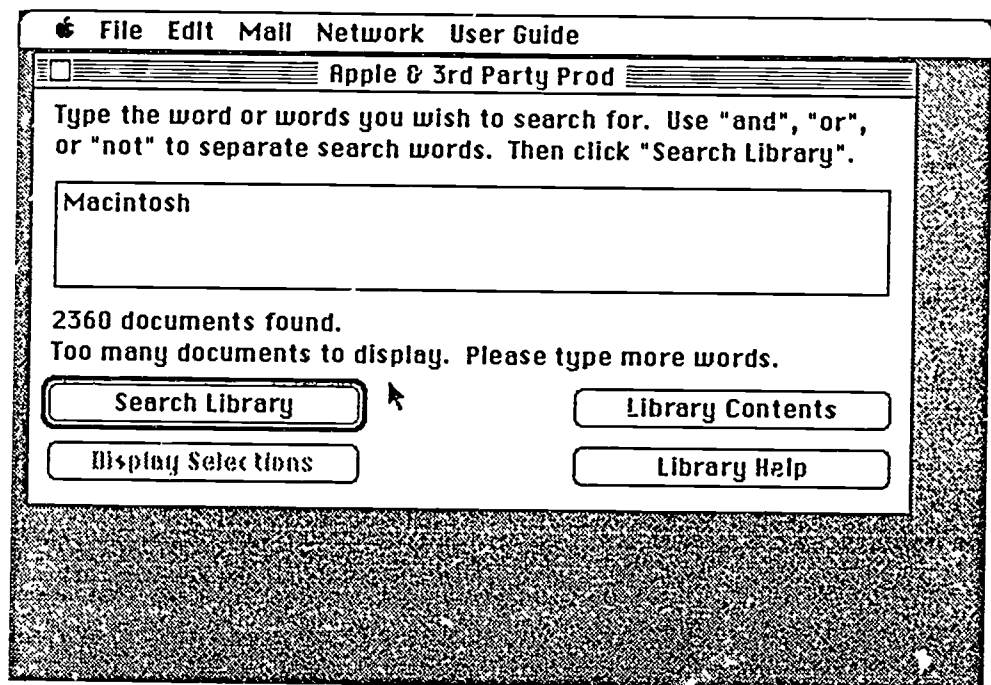 File Edit Mail Network User Guide
Apple & 3rd Party Prod
Type the word or words you wish to search for. Use "and", "or",
or "not" to separate search words. Then click "Search Library".
Macintosh
2360 documents found.
Too many documents to display. Please type more words.
Search Library
Library Contents
Display Selections
Library Help